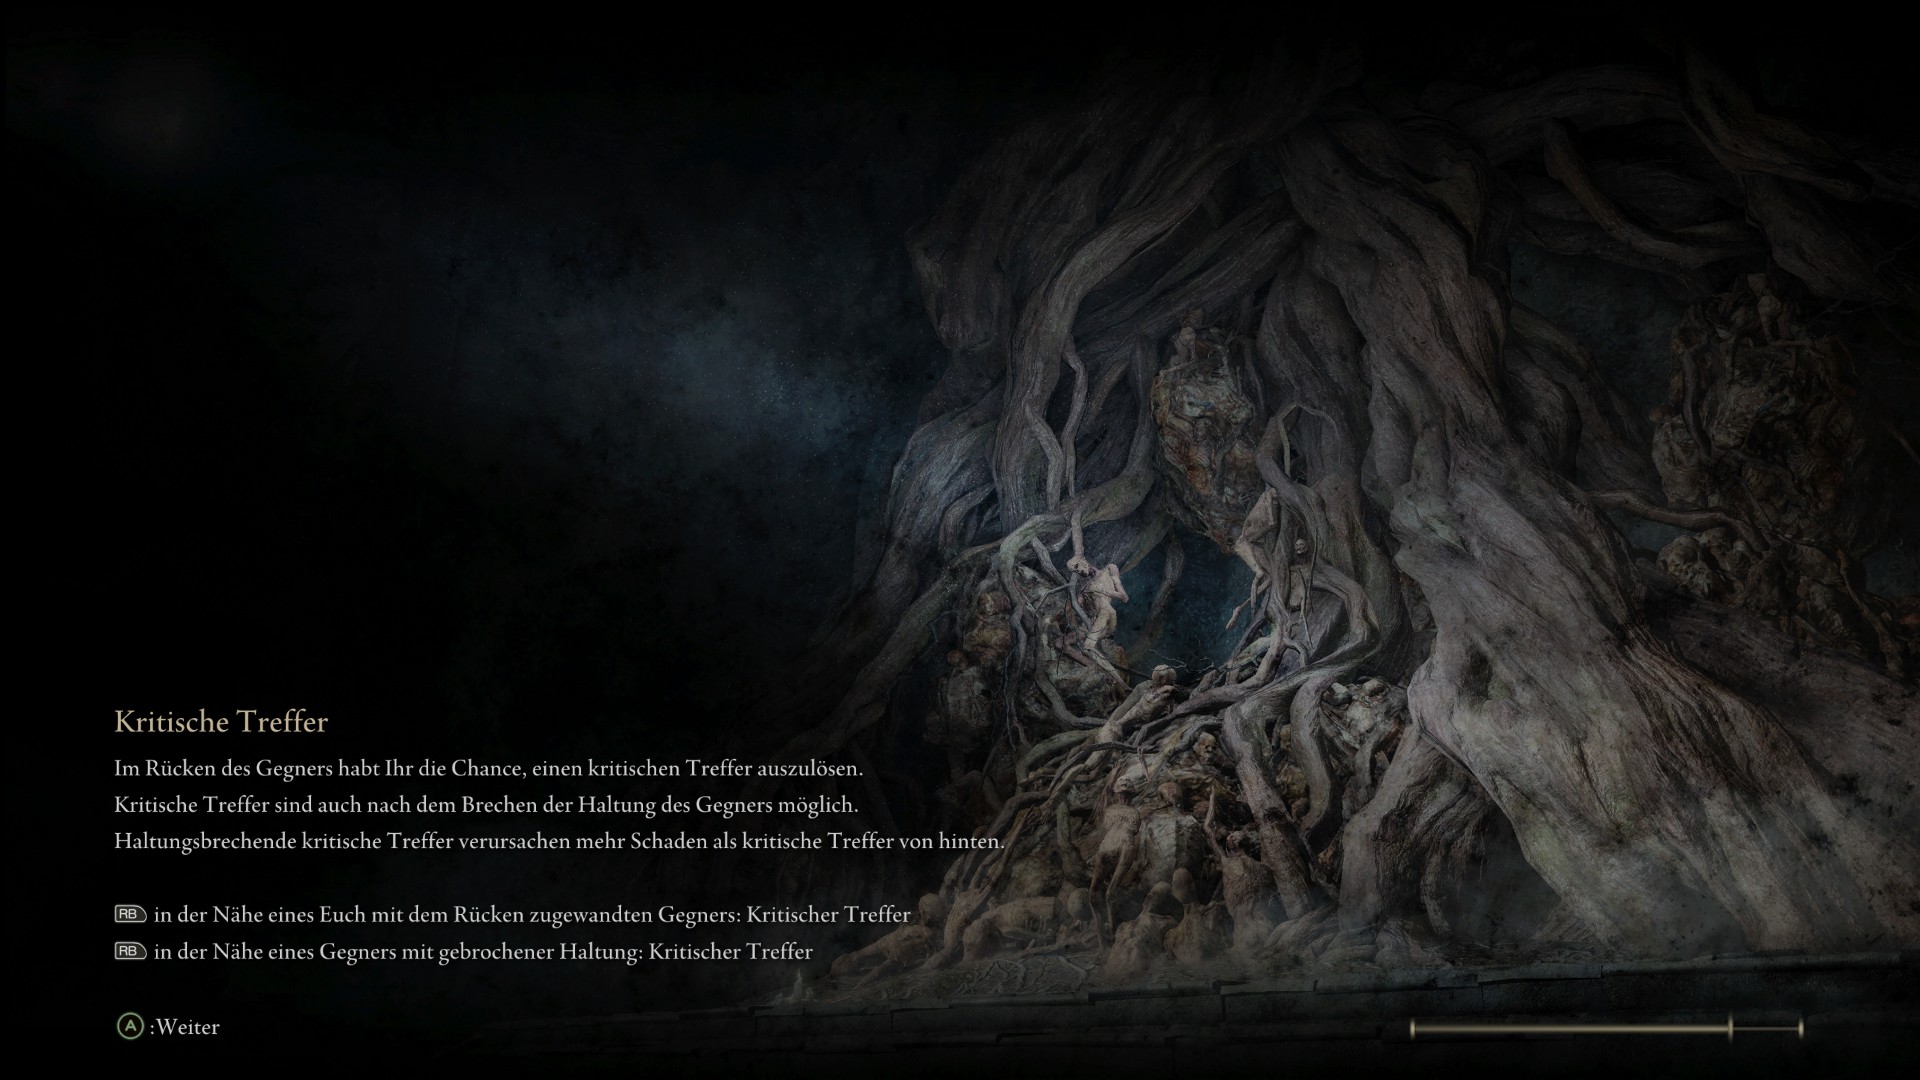 Kritische Treffer
Im Rücken des Gegners habt Ihr die Chance, einen kritischen Treffer auszulösen.
Kritische Treffer sind auch nach dem Brechen der Haltung des Gegners möglich.
Haltungsbrechende kritische Treffer verursachen mehr Schaden als kritische Treffer von hinten.
RB in der Nähe eines Euch mit dem Rücken zugewandten Gegners: Kritischer Treffer
RB in der Nähe eines Gegners mit gebrochener Haltung: Kritischer Treffer
A :Weiter